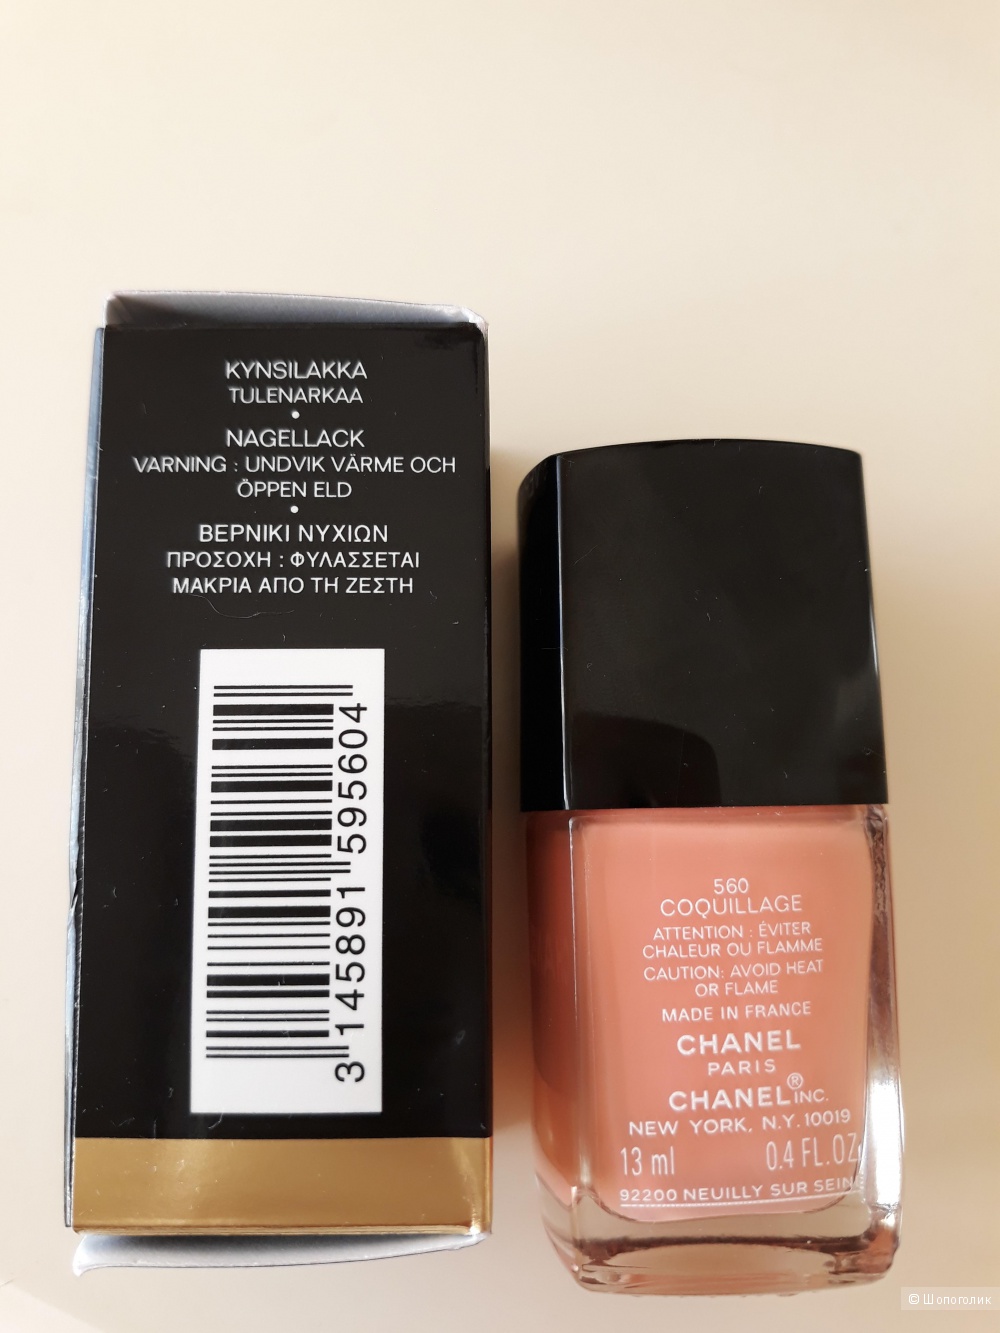 KYNSILAKKA
TULENARKAA
•
NAGELLACK
VARNING : UNDVIK VÄRME OCH
ÖPPEN ELD
•
ΒΕΡΝΙΚΙ ΝΥΧΙΩΝ
ΠΡΟΣΟΧΗ : ΦΥΛΑΣΣΕΤΑΙ
ΜΑΚΡΙΑ ΑΠΟ ΤΗ ΖΕΣΤΗ
3 145891 595604
560
COQUILLAGE
ATTENTION : ÉVITER
CHALEUR OU FLAMME
CAUTION: AVOID HEAT
OR FLAME
MADE IN FRANCE
CHANEL
PARIS
CHANEL® INC.
NEW YORK, N.Y. 10019
13 ml 0.4 FL.OZ.
92200 NEUILLY SUR SEINE
© Шопоголик